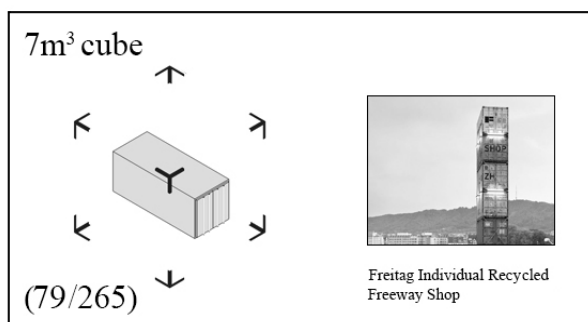 7m³ cube
F
SHOP
ZH
(79/265)
Freitag Individual Recycled
Freeway Shop